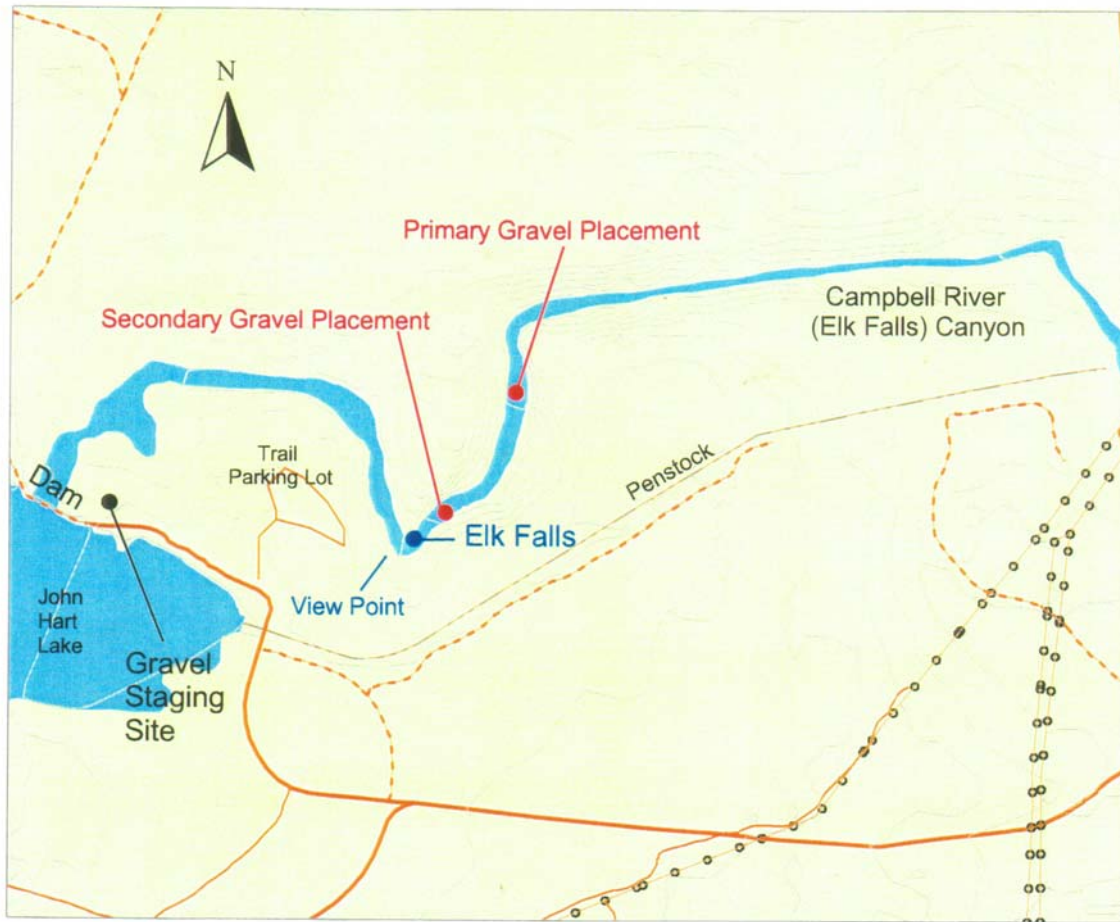 N
Primary Gravel Placement
Secondary Gravel Placement
Campbell River
(Elk Falls) Canyon
Trail
Parking Lot
Dam
Penstock
Elk Falls
View Point
John
Hart
Lake
Gravel
Staging
Site